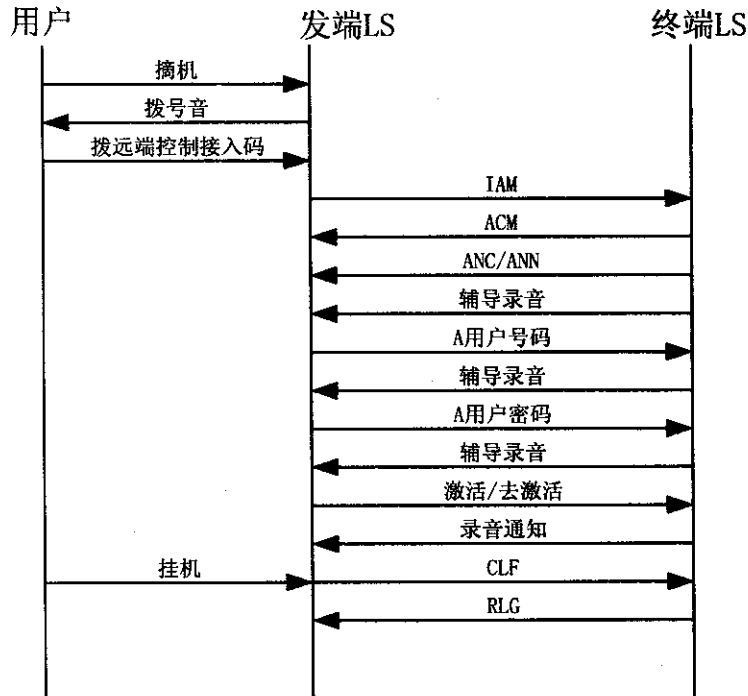 用户 发端LS 终端LS
摘机
拨号音
拨远端控制接入码
IAM
ACM
ANC/ANN
辅导录音
A用户号码
辅导录音
A用户密码
辅导录音
激活/去激活
录音通知
挂机 CLF
RLG